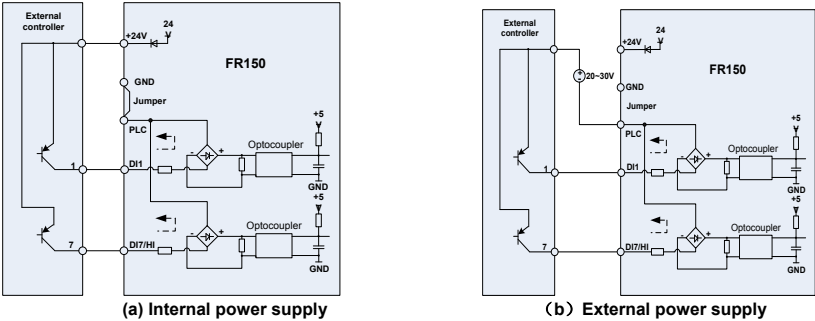 External
controller
+24V
24
V
FR150
GND
Jumper
PLC
+5
V
Optocoupler
1
DI1
-
+
GND
+5
V
Optocoupler
7
DI7/HI
-
+
GND
(a) Internal power supply
External
controller
+24V
24
V
FR150
20~30V
GND
Jumper
PLC
+5
V
Optocoupler
1
DI1
-
+
GND
+5
V
Optocoupler
7
DI7/HI
-
+
GND
（b）External power supply